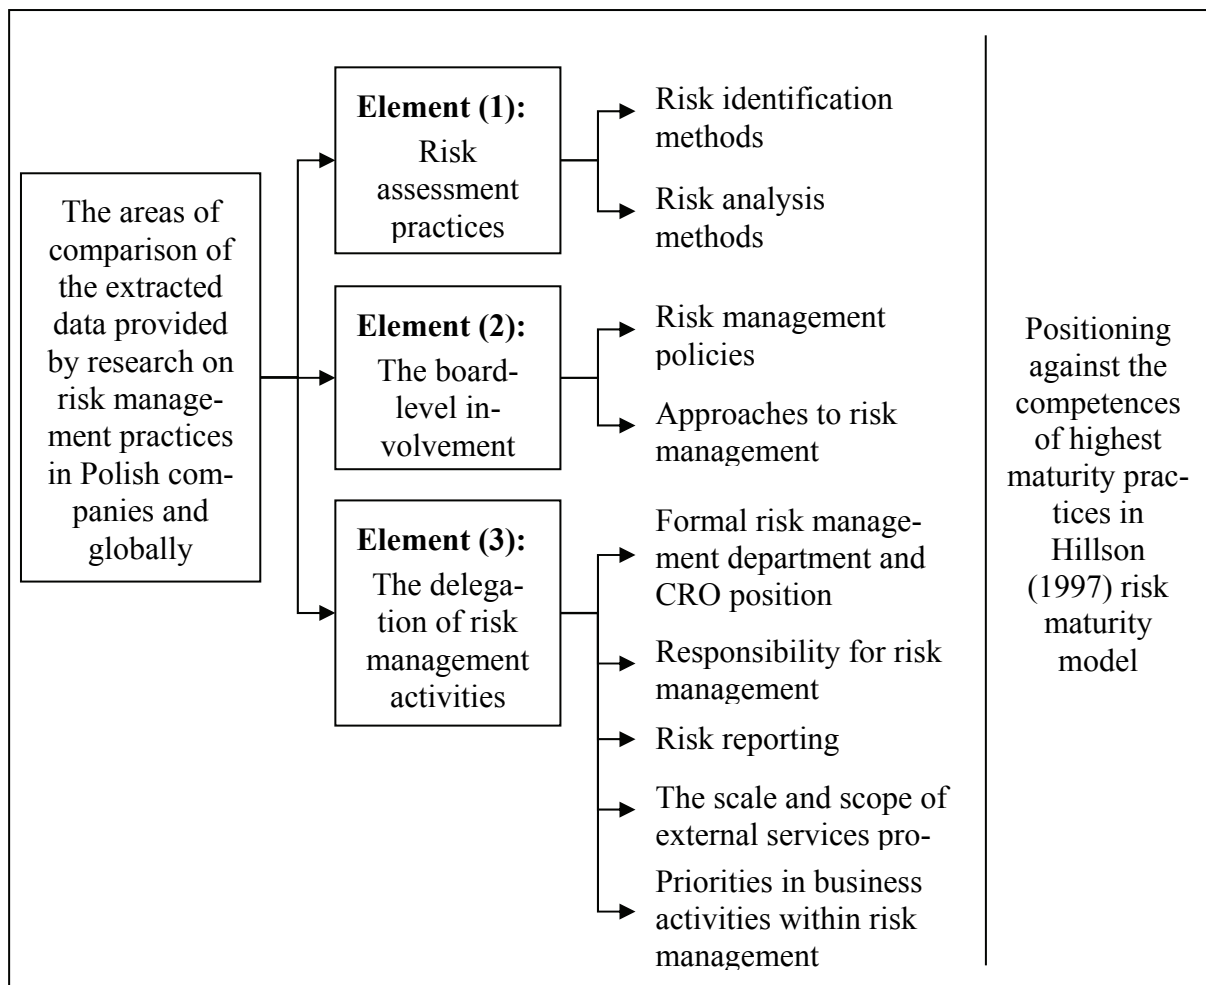 The areas of
comparison of
the extracted
data provided
by research on
risk manage-
ment practices
in Polish com-
panies and
globally
Element (1):
Risk
assessment
practices
Risk identification
methods
Risk analysis
methods
Element (2):
The board-
level in-
volvement
Risk management
policies
Approaches to risk
management
Element (3):
The delega-
tion of risk
management
activities
Formal risk manage-
ment department and
CRO position
Responsibility for risk
management
Risk reporting
The scale and scope of
external services pro-
Priorities in business
activities within risk
management
Positioning
against the
competences
of highest
maturity prac-
tices in
Hillson
(1997) risk
maturity
model